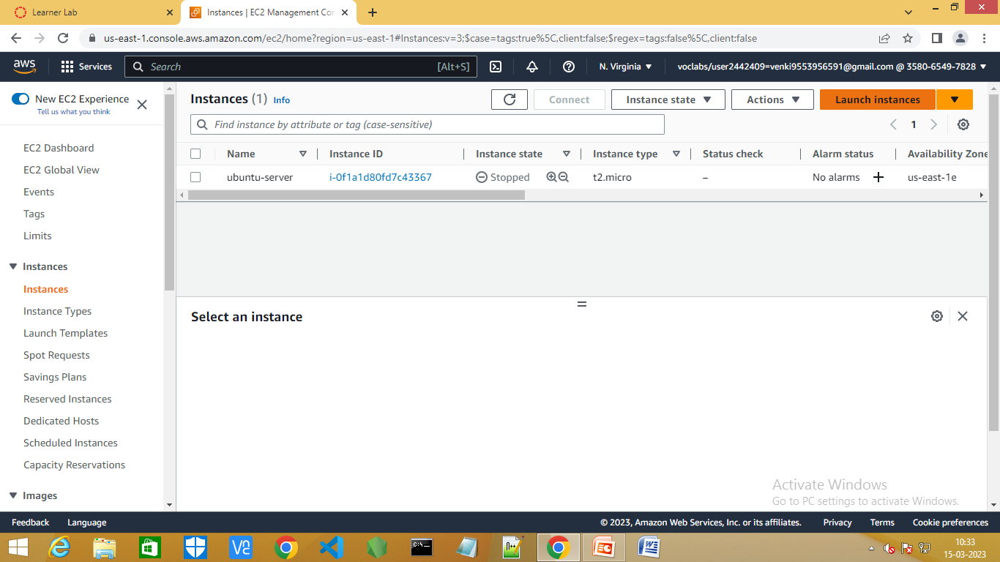 Learner Lab
Instances | EC2 Management Con
us-east-1.console.aws.amazon.com/ec2/home?region=us-east-1#Instances:v=3;$case=tags:true%5C,client:false;$regex=tags:false%5C,client:false
aws
Services
Search [Alt+S]
N. Virginia
voclabs/user2442409=venki9553956591@gmail.com @ 3580-6549-7828
New EC2 Experience
Tell us what you think
EC2 Dashboard
EC2 Global View
Events
Tags
Limits
Instances
Instances
Instance Types
Launch Templates
Spot Requests
Savings Plans
Reserved Instances
Dedicated Hosts
Scheduled Instances
Capacity Reservations
Images
Instances (1) Info
Connect
Instance state
Actions
Launch instances
Find instance by attribute or tag (case-sensitive)
1
Name Instance ID Instance state Instance type Status check Alarm status Availability Zone
ubuntu-server i-0f1a1d80fd7c43367 Stopped t2.micro – No alarms + us-east-1e
Select an instance
Activate Windows
Go to PC settings to activate Windows.
Feedback Language © 2023, Amazon Web Services, Inc. or its affiliates. Privacy Terms Cookie preferences
10:33
15-03-2023